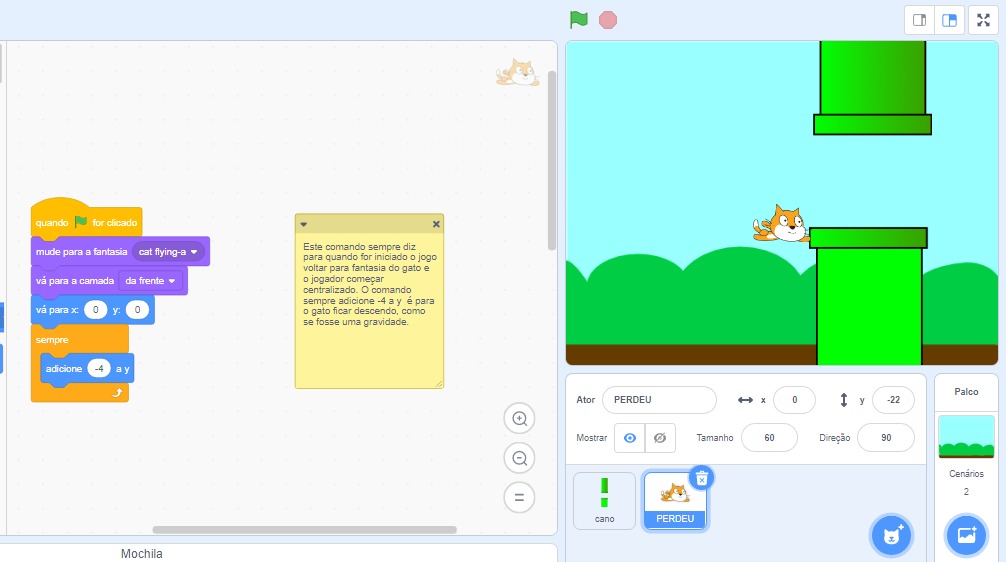 quando for clicado
mude para a fantasia cat flying-a
vá para a camada da frente
vá para x: 0 y: 0
sempre
adicione -4 a y
Este comando sempre diz
para quando for iniciado o jogo
voltar para fantasia do gato e
o jogador começar
centralizado. O comando
sempre adicione -4 a y é para
o gato ficar descendo, como
se fosse uma gravidade.
Mochila
Ator PERDEU x 0 y -22
Mostrar Tamanho 60 Direção 90
cano
PERDEU
Palco
Cenários
2